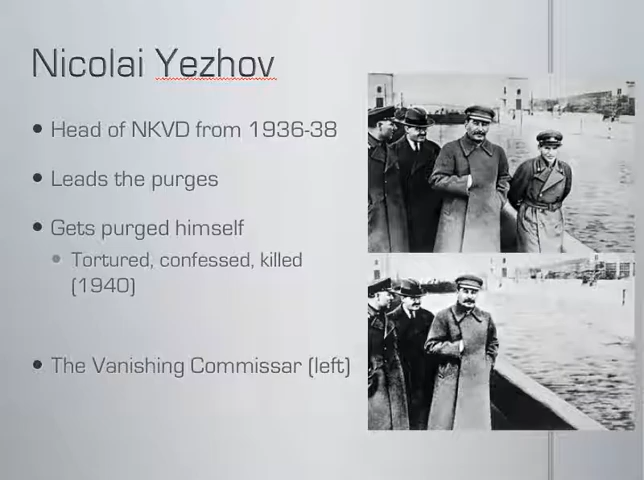 Nicolai Yezhov
• Head of NKVD from 1936-38
• Leads the purges
• Gets purged himself
• Tortured, confessed, killed
(1940)
• The Vanishing Commissar (left)